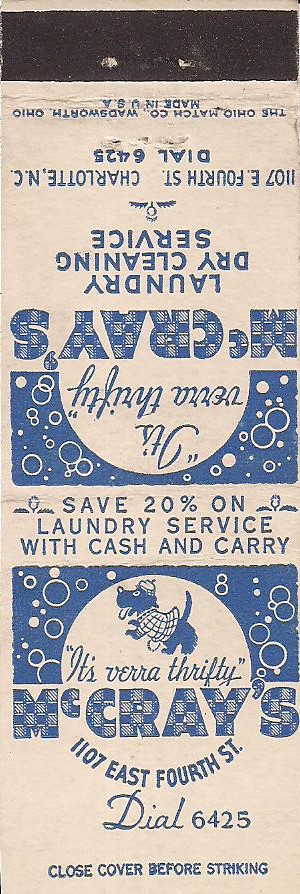 THE OHIO MATCH CO., WADSWORTH, OHIO
MADE IN U.S.A.
1107 E. FOURTH ST. CHARLOTTE, N.C.
DIAL 6425
LAUNDRY
DRY CLEANING
SERVICE
McCRAY'S
"It's
verra thrifty"
SAVE 20% ON
LAUNDRY SERVICE
WITH CASH AND CARRY
"It's verra thrifty"
McCRAY'S
1107 EAST FOURTH ST.
Dial 6425
CLOSE COVER BEFORE STRIKING